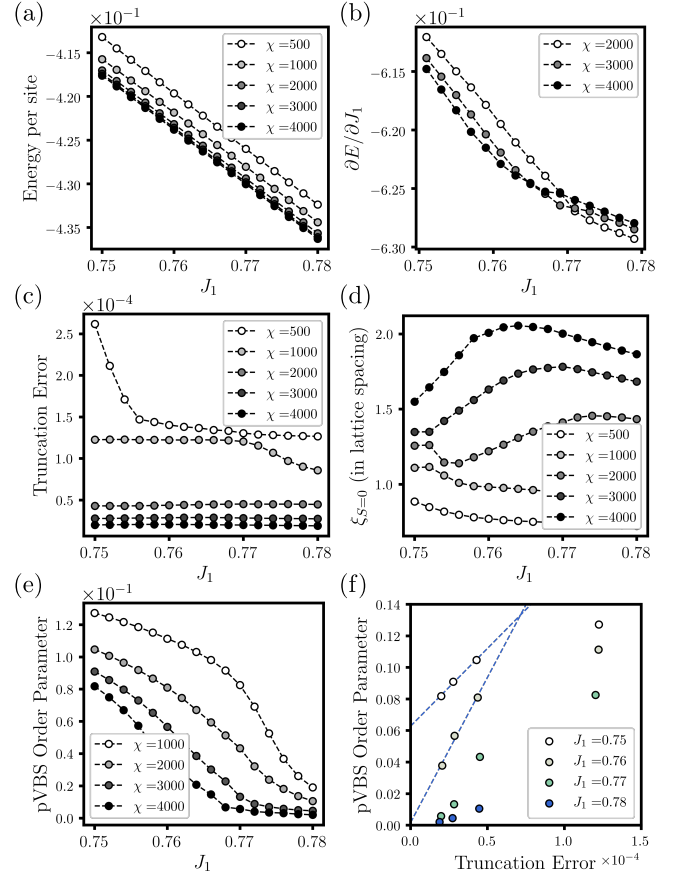 (a)
×10⁻¹
Energy per site
−4.15
−4.20
−4.25
−4.30
−4.35
0.75
0.76
0.77
0.78
J₁
χ =500
χ =1000
χ =2000
χ =3000
χ =4000
(b)
×10⁻¹
∂E/∂J₁
−6.15
−6.20
−6.25
−6.30
0.75
0.76
0.77
0.78
J₁
χ =2000
χ =3000
χ =4000
(c)
×10⁻⁴
Truncation Error
2.5
2.0
1.5
1.0
0.5
0.75
0.76
0.77
0.78
J₁
χ =500
χ =1000
χ =2000
χ =3000
χ =4000
(d)
ξ_{S=0} (in lattice spacing)
2.0
1.5
1.0
0.75
0.76
0.77
0.78
J₁
χ =500
χ =1000
χ =2000
χ =3000
χ =4000
(e)
×10⁻¹
pVBS Order Parameter
1.2
1.0
0.8
0.6
0.4
0.2
0.0
0.75
0.76
0.77
0.78
J₁
χ =1000
χ =2000
χ =3000
χ =4000
(f)
pVBS Order Parameter
0.14
0.12
0.10
0.08
0.06
0.04
0.02
0.00
0.0
0.5
1.0
1.5
Truncation Error ×10⁻⁴
J₁ =0.75
J₁ =0.76
J₁ =0.77
J₁ =0.78